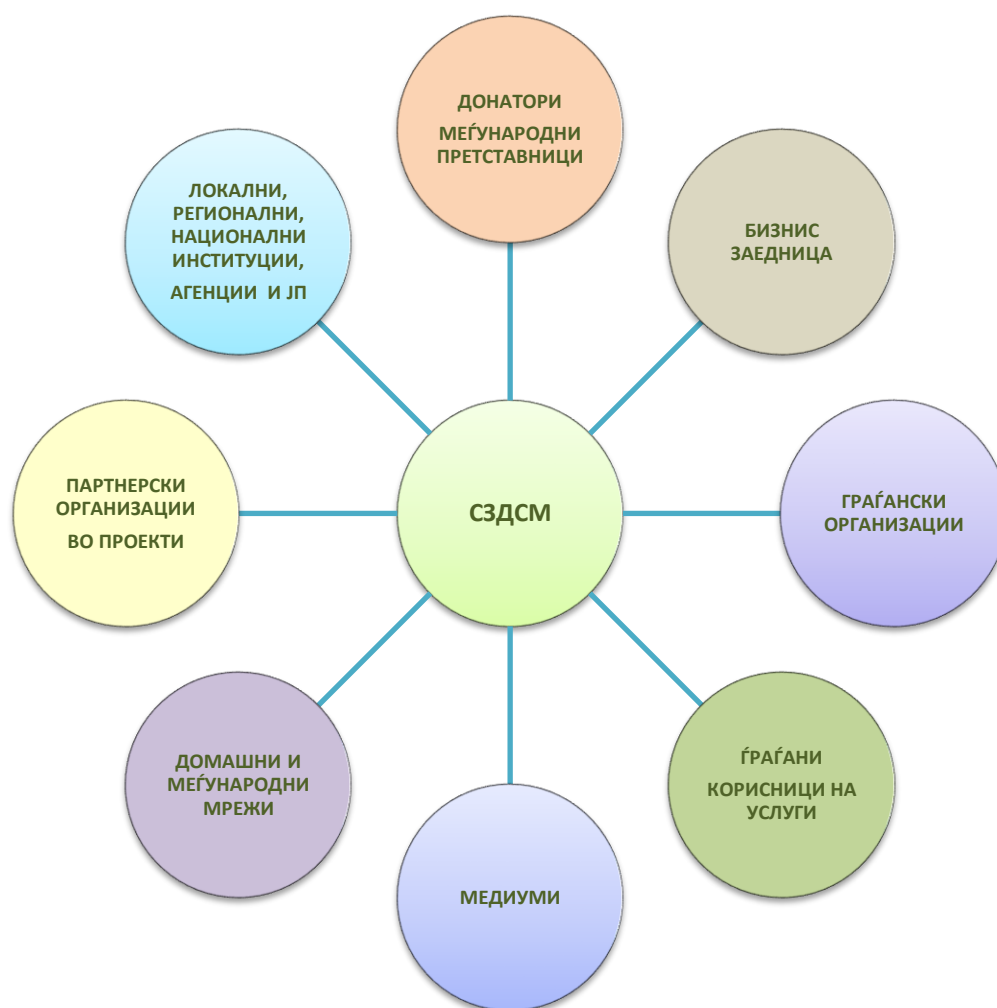 ДОНАТОРИ
МЕЃУНАРОДНИ
ПРЕТСТАВНИЦИ
БИЗНИС
ЗАЕДНИЦА
ГРАЃАНСКИ
ОРГАНИЗАЦИИ
ЃРАЃАНИ
КОРИСНИЦИ НА
УСЛУГИ
МЕДИУМИ
ДОМАШНИ И
МЕЃУНАРОДНИ
МРЕЖИ
ПАРТНЕРСКИ
ОРГАНИЗАЦИИ
ВО ПРОЕКТИ
ЛОКАЛНИ,
РЕГИОНАЛНИ,
НАЦИОНАЛНИ
ИНСТИТУЦИИ,
АГЕНЦИИ И ЈП
СЗДСМ